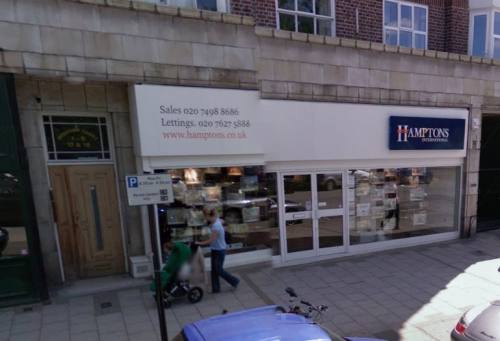 Sales 020 7498 8686
Lettings. 020 7627 5888
www.hamptons.co.uk
HAMPTONS
INTERNATIONAL
P